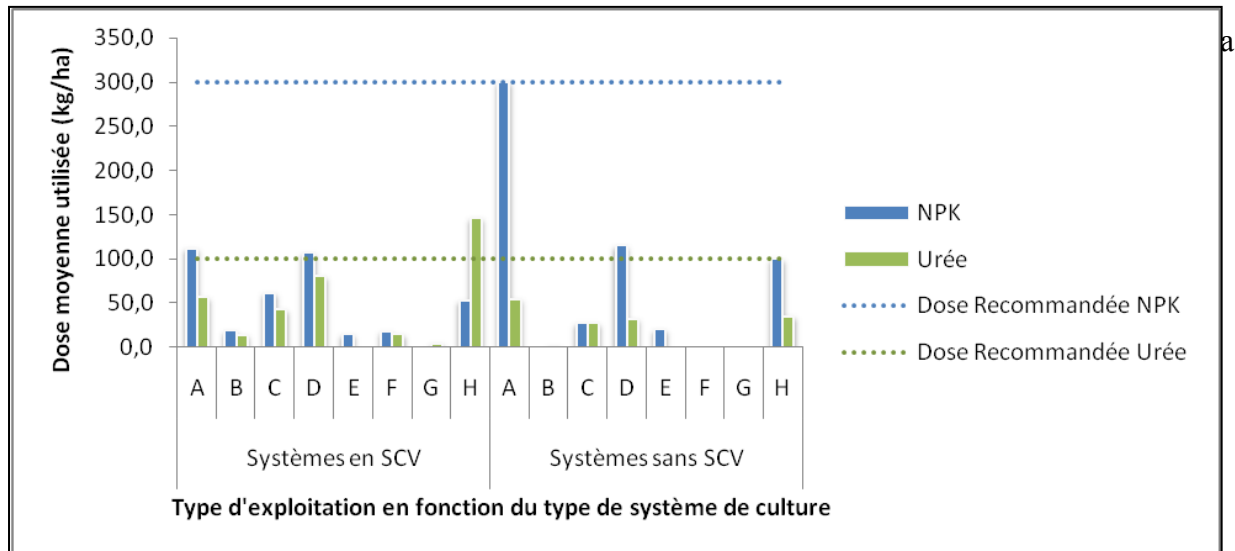 a
Dose moyenne utilisée (kg/ha)
350,0
300,0
250,0
200,0
150,0
100,0
50,0
0,0
A B C D E F G H A B C D E F G H
Systèmes en SCV Systèmes sans SCV
Type d'exploitation en fonction du type de système de culture
NPK
Urée
Dose Recommandée NPK
Dose Recommandée Urée